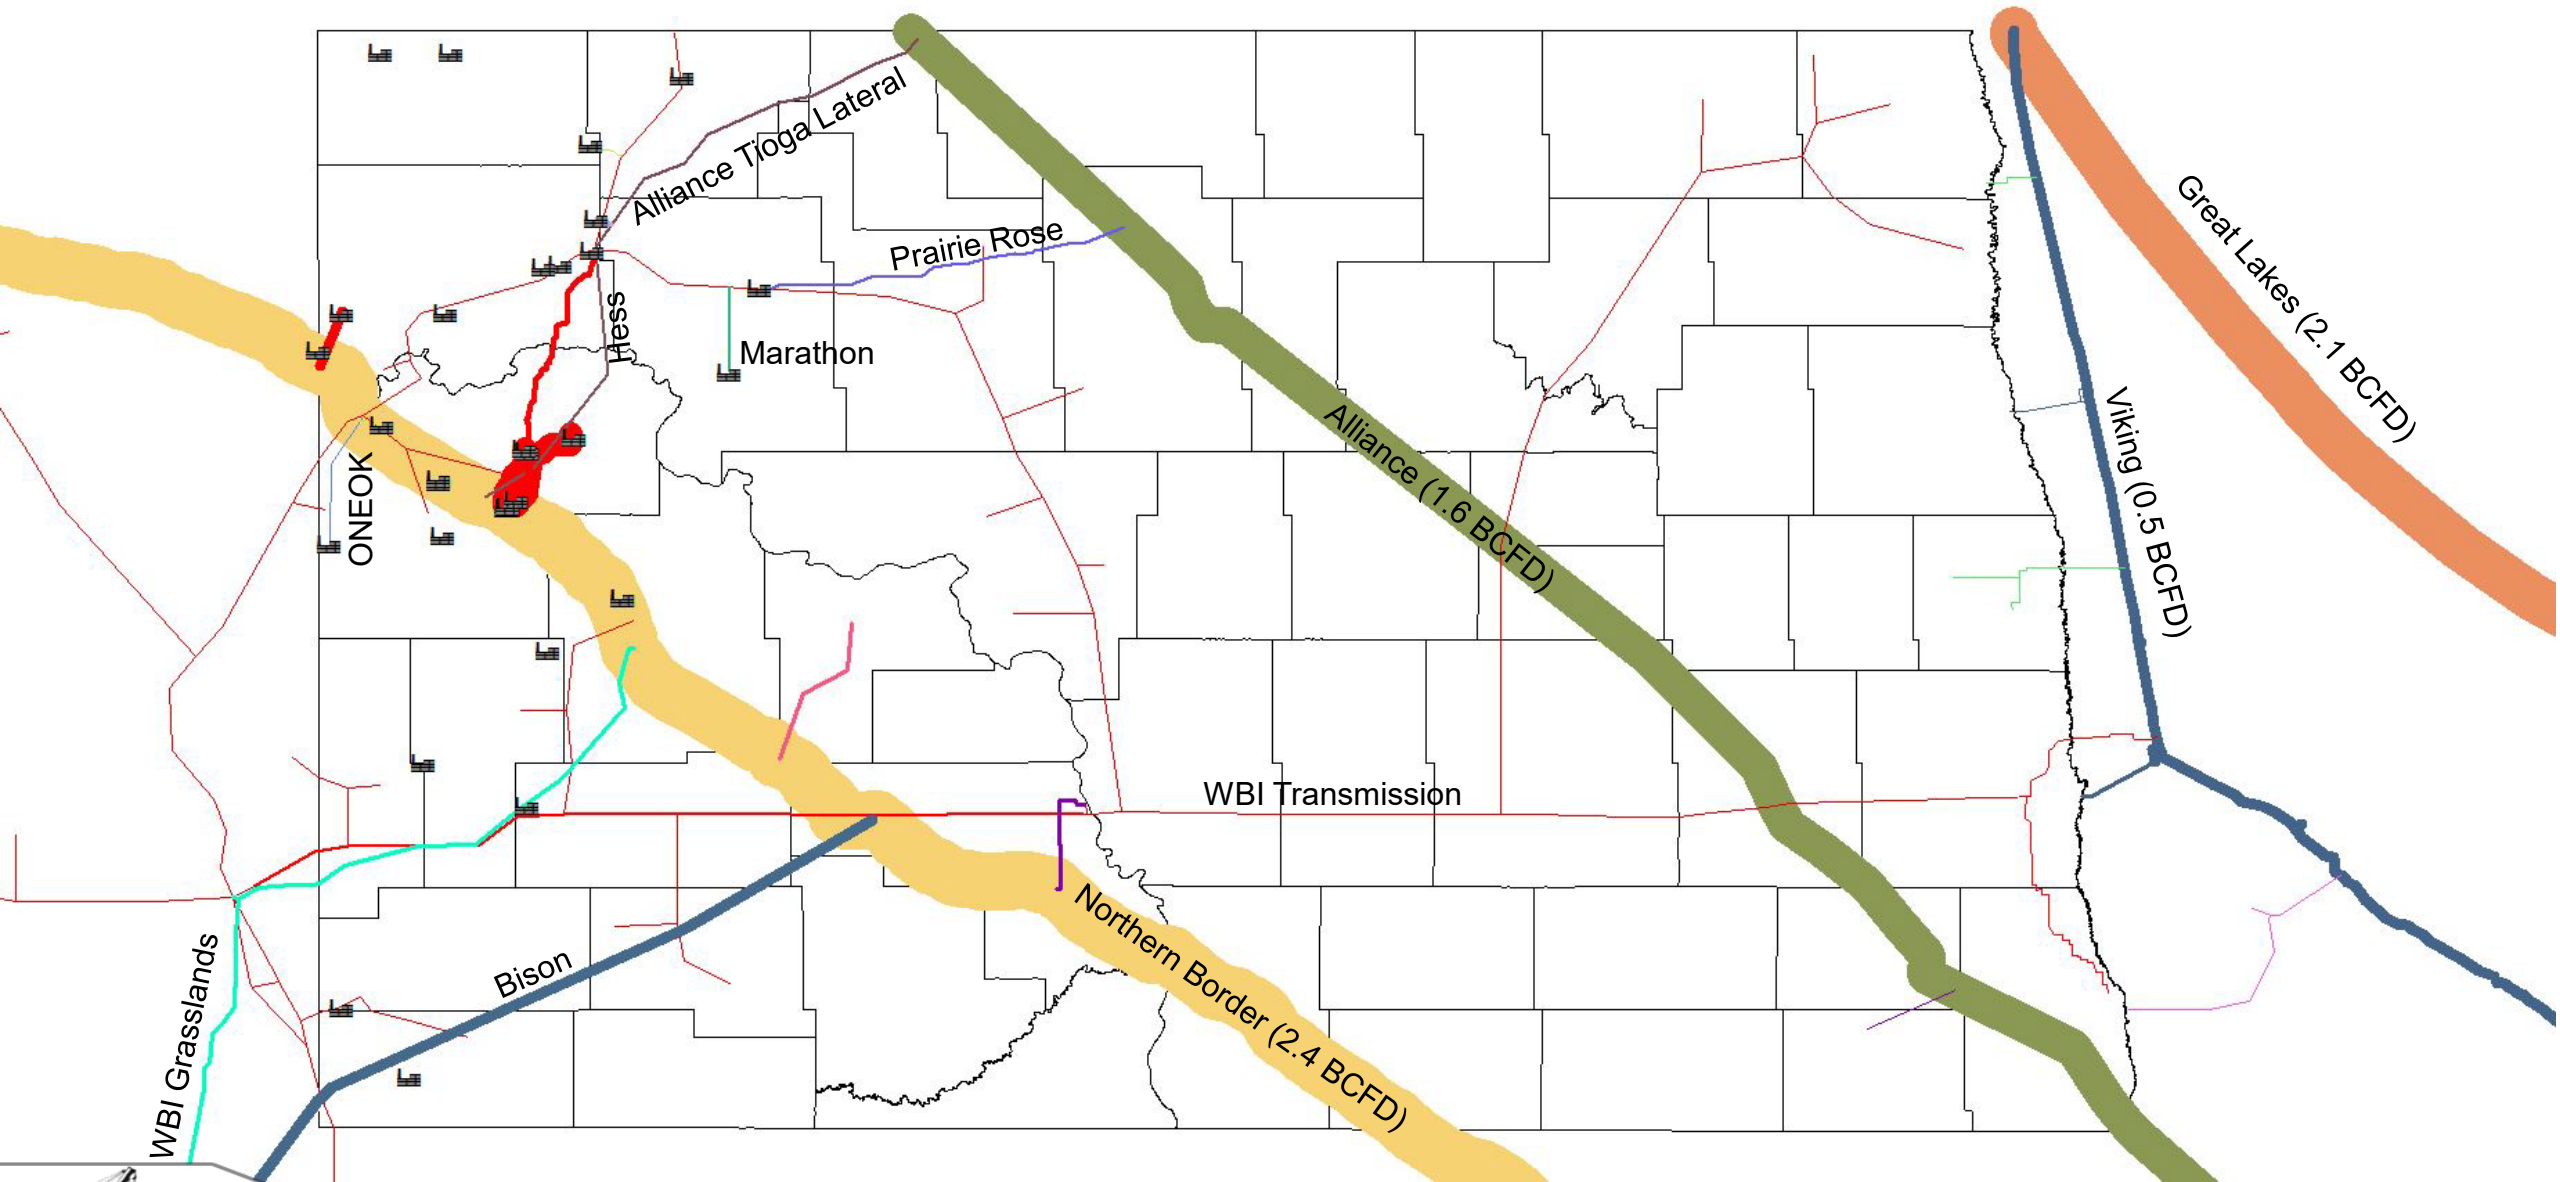 Alliance Tioga Lateral
Prairie Rose
Great Lakes (2.1 BCFD)
Hess
Marathon
Viking (0.5 BCFD)
Alliance (1.6 BCFD)
ONEOK
WBI Transmission
Northern Border (2.4 BCFD)
Bison
WBI Grasslands